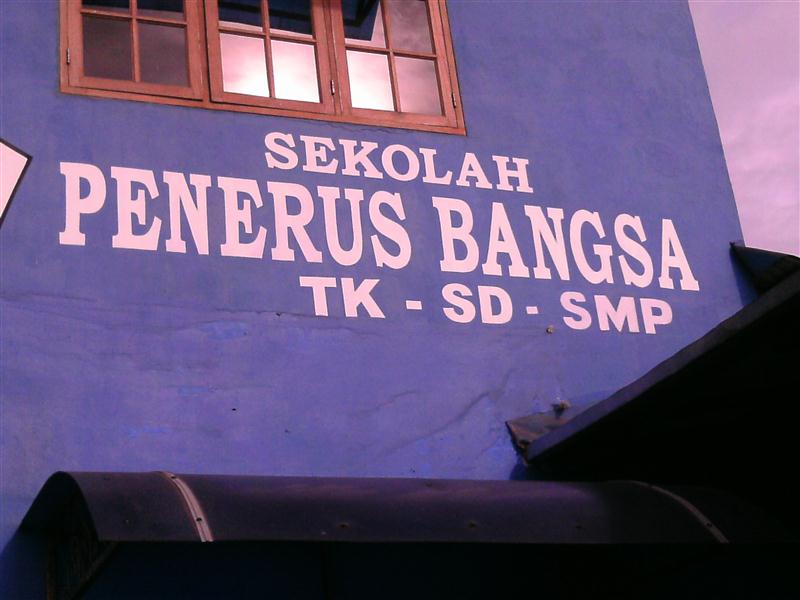 SEKOLAH
PENERUS BANGSA
TK - SD - SMP